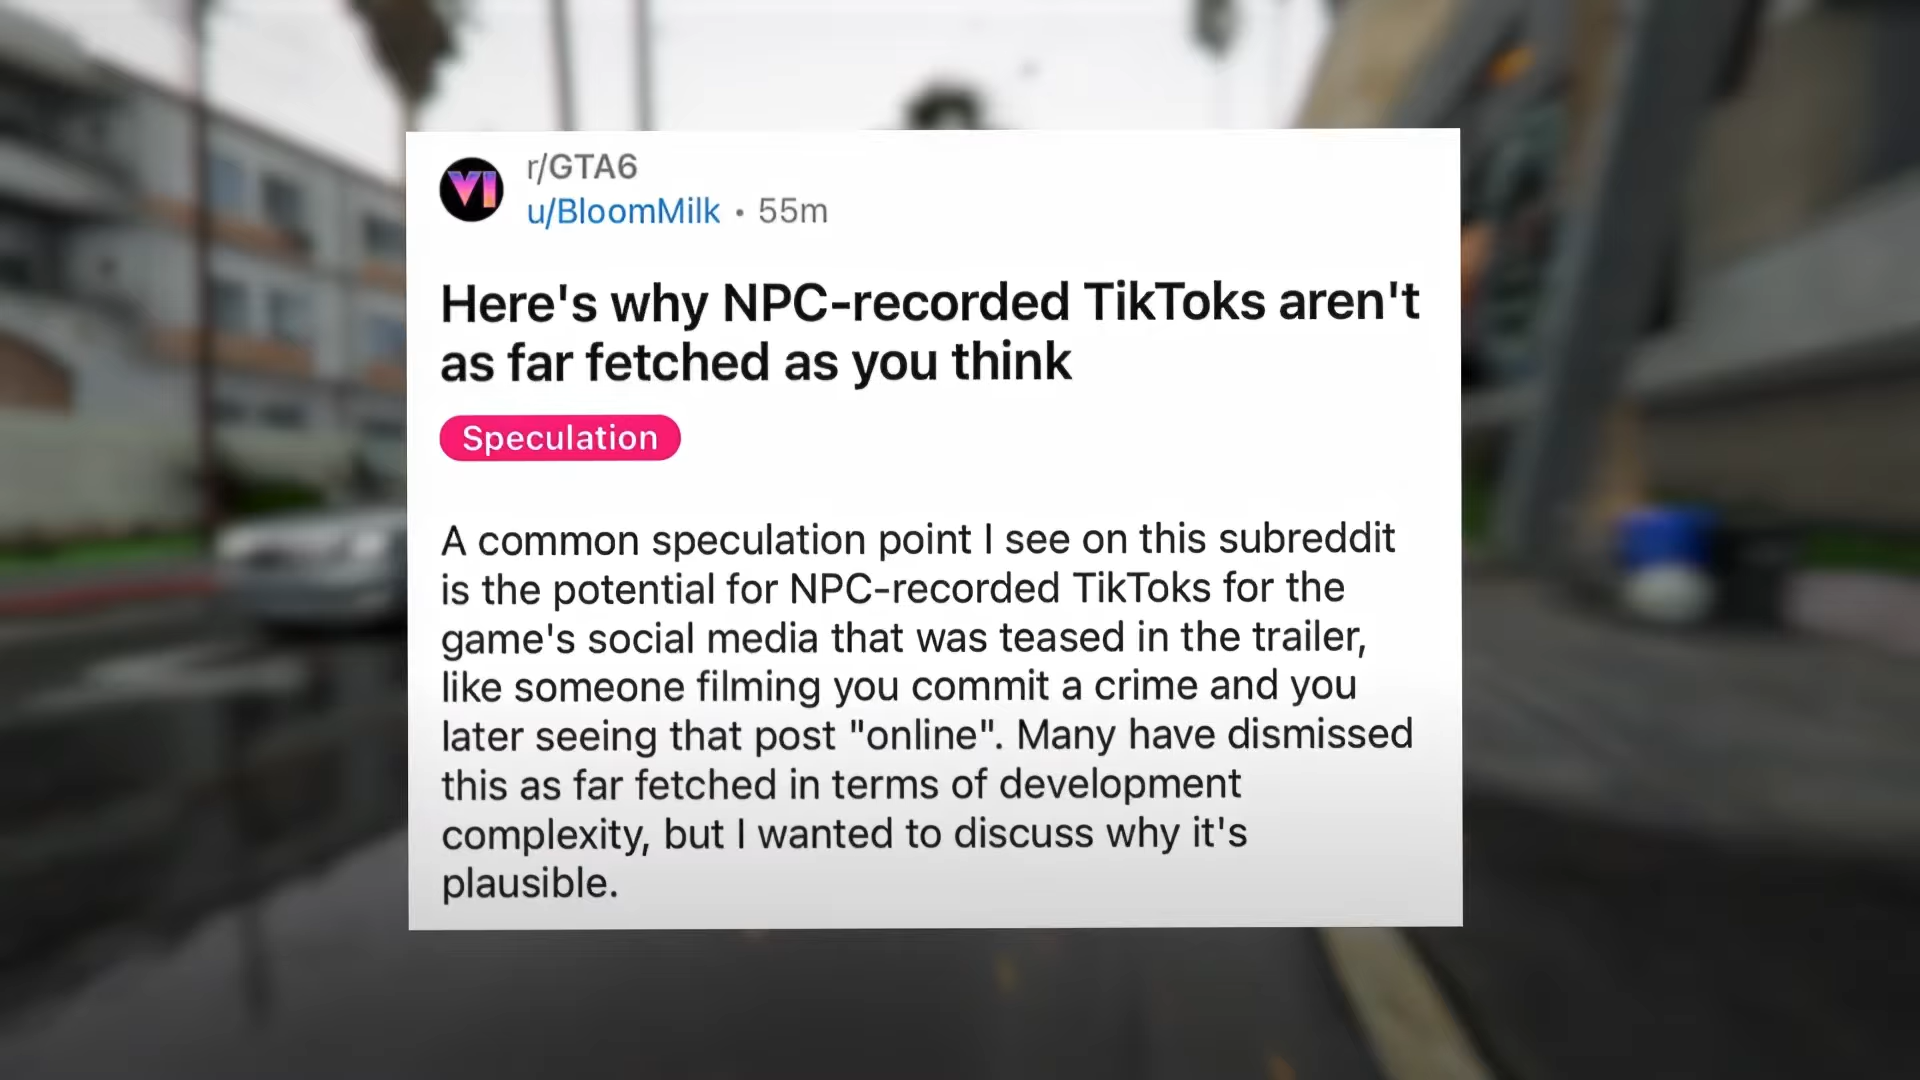 VI
r/GTA6
u/BloomMilk • 55m
Here's why NPC-recorded TikToks aren't
as far fetched as you think
Speculation
A common speculation point I see on this subreddit
is the potential for NPC-recorded TikToks for the
game's social media that was teased in the trailer,
like someone filming you commit a crime and you
later seeing that post "online". Many have dismissed
this as far fetched in terms of development
complexity, but I wanted to discuss why it's
plausible.